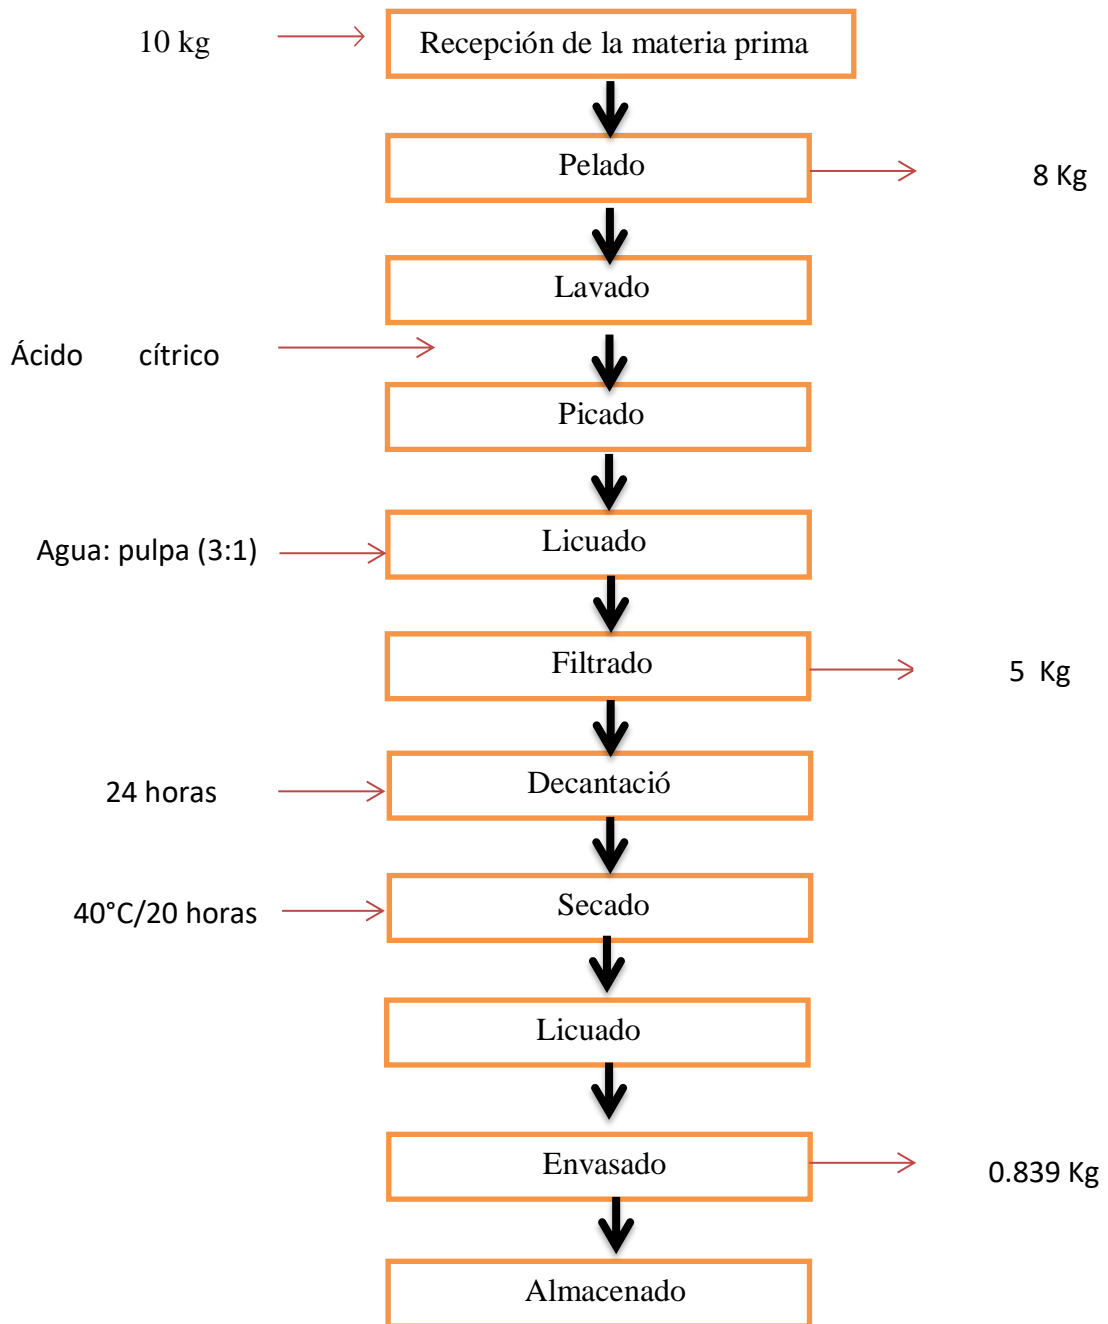 10 kg
Recepción de la materia prima
Pelado
8 Kg
Lavado
Ácido cítrico
Picado
Agua: pulpa (3:1)
Licuado
Filtrado
5 Kg
24 horas
Decantació
40°C/20 horas
Secado
Licuado
Envasado
0.839 Kg
Almacenado